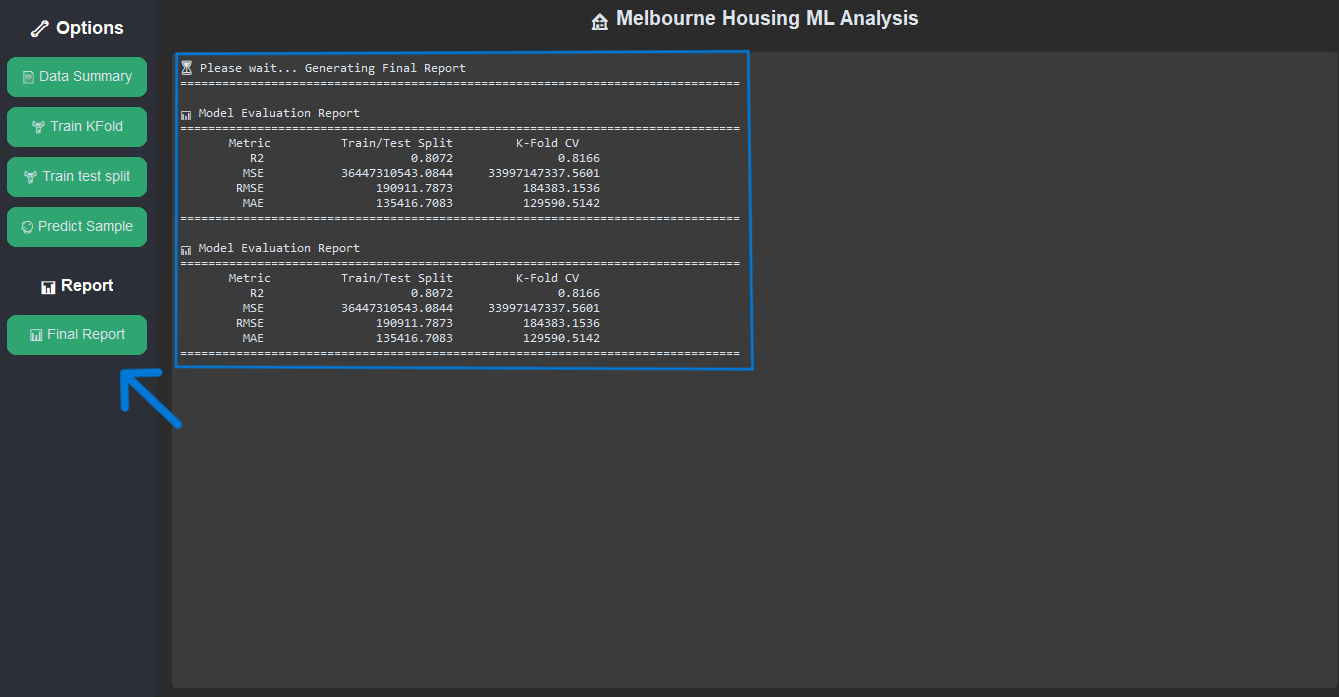 Melbourne Housing ML Analysis
Options
Data Summary
Train KFold
Train test split
Predict Sample
Report
Final Report
Please wait... Generating Final Report
================================================================================
Model Evaluation Report
================================================================================
Metric Train/Test Split K-Fold CV
R2 0.8072 0.8166
MSE 36447310543.0844 33997147337.5601
RMSE 190911.7873 184383.1536
MAE 135416.7083 129590.5142
================================================================================
Model Evaluation Report
================================================================================
Metric Train/Test Split K-Fold CV
R2 0.8072 0.8166
MSE 36447310543.0844 33997147337.5601
RMSE 190911.7873 184383.1536
MAE 135416.7083 129590.5142
================================================================================